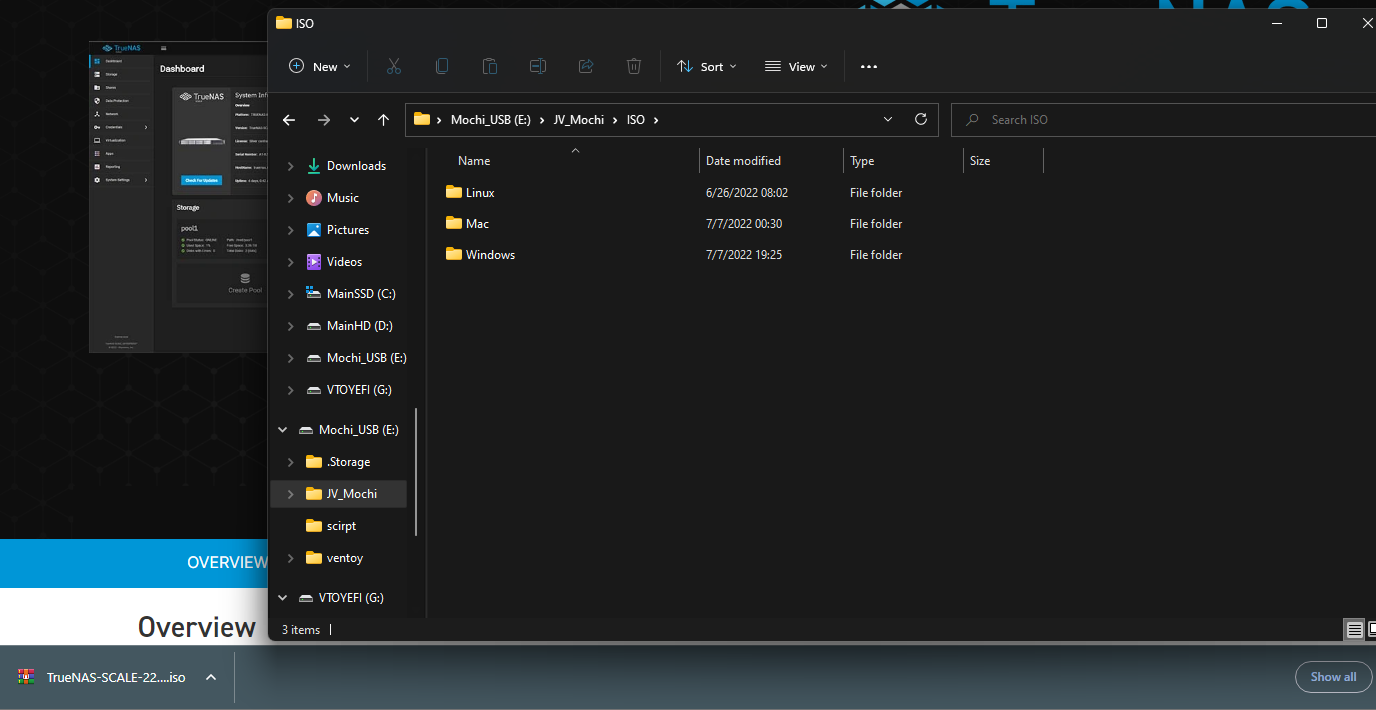 ISO
New
Sort
View
Mochi_USB (E:)
JV_Mochi
ISO
Search ISO
Downloads
Music
Pictures
Videos
MainSSD (C:)
MainHD (D:)
Mochi_USB (E:)
VTOYEFI (G:)
Mochi_USB (E:)
.Storage
JV_Mochi
scirpt
ventoy
VTOYEFI (G:)
Name Date modified Type Size
Linux 6/26/2022 08:02 File folder
Mac 7/7/2022 00:30 File folder
Windows 7/7/2022 19:25 File folder
3 items
TrueNAS
Dashboard
Storage
Shares
Data Protection
Network
Credentials
Virtualization
Apps
Reporting
System Settings
Dashboard
TrueNAS
Check For Updates
System Inf
Overview
Storage
pool1
Create Pool
OVERVIEW
Overview
TrueNAS-SCALE-22....iso
Show all